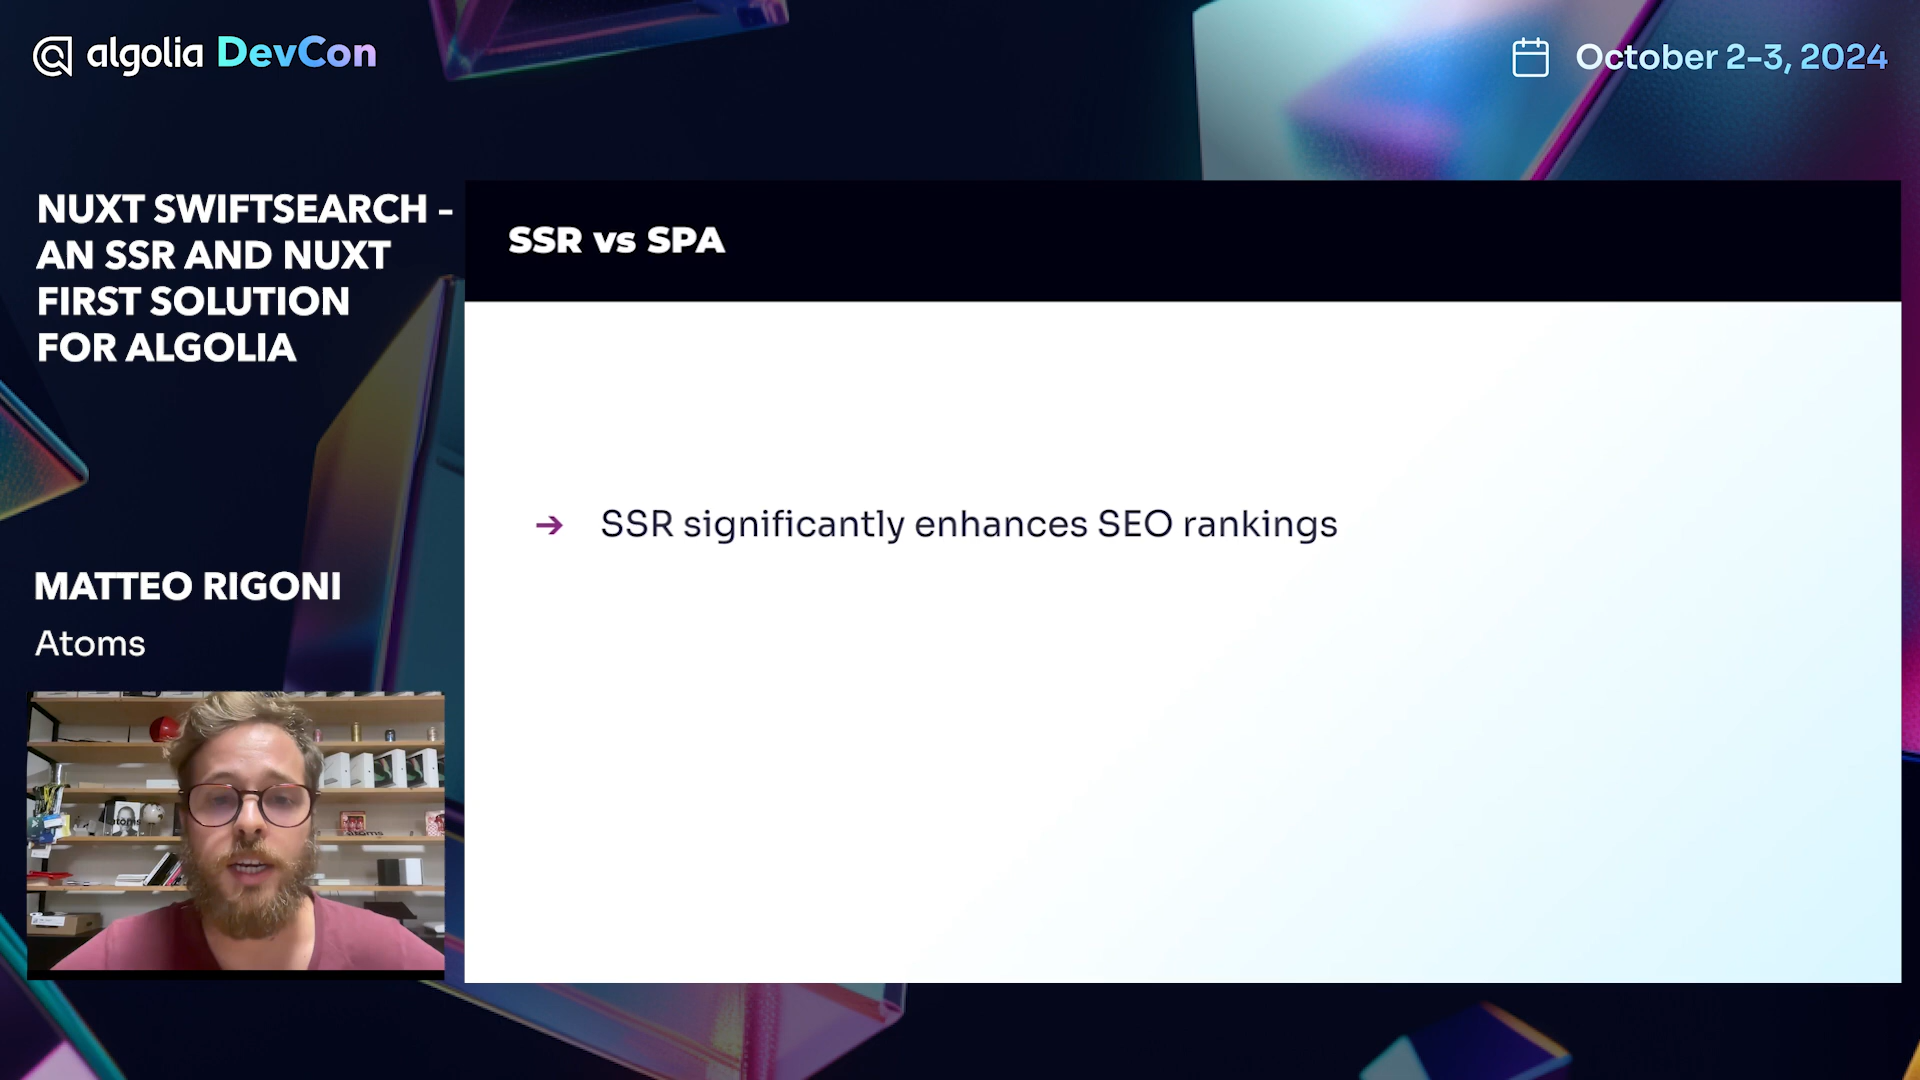 algolia DevCon
October 2-3, 2024
NUXT SWIFTSEARCH -
AN SSR AND NUXT
FIRST SOLUTION
FOR ALGOLIA
SSR vs SPA
→ SSR significantly enhances SEO rankings
MATTEO RIGONI
Atoms
atoms